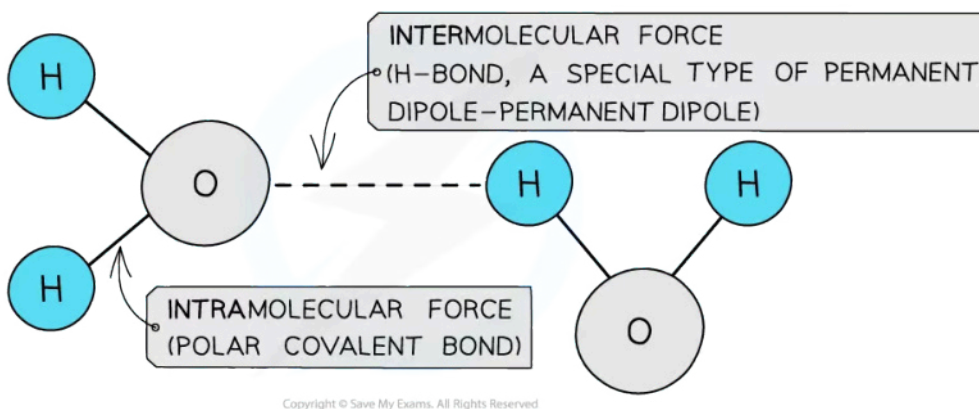 INTERMOLECULAR FORCE
(H-BOND, A SPECIAL TYPE OF PERMANENT
DIPOLE-PERMANENT DIPOLE)
H
O
H
H
H
INTRAMOLECULAR FORCE
(POLAR COVALENT BOND)
O
Copyright © Save My Exams. All Rights Reserved